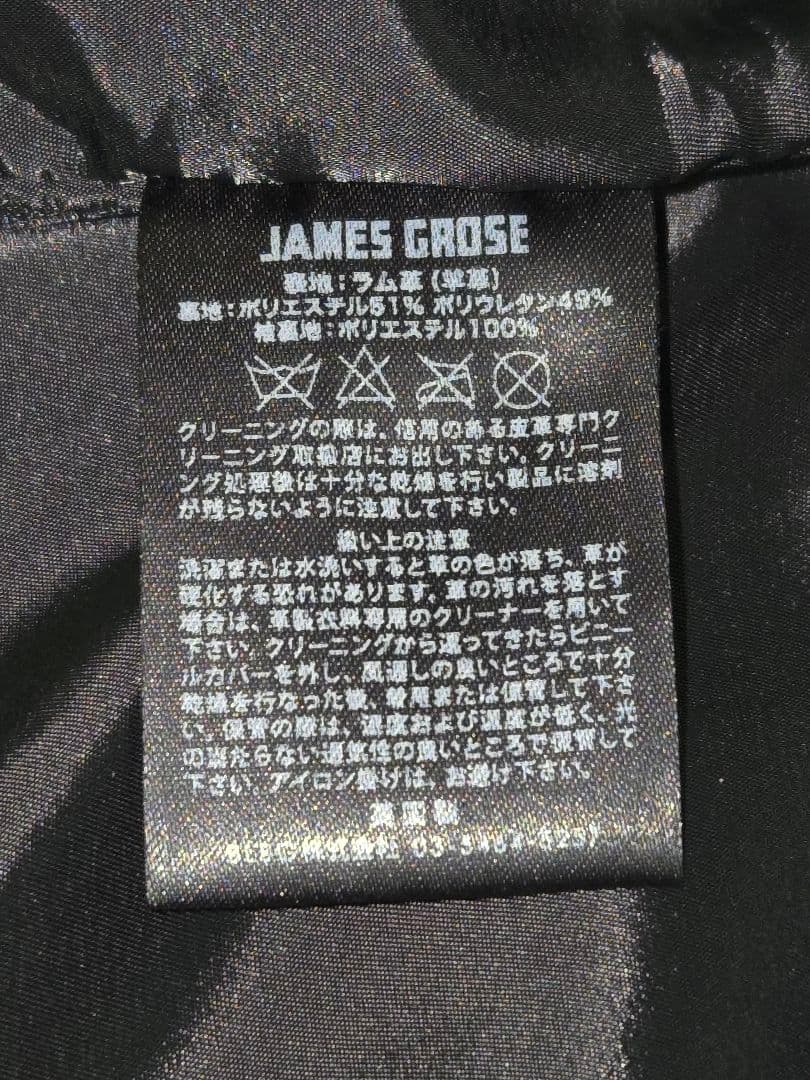 JAMES GROSE
表地：ラム革(羊革)
裏地：ポリエステル51% ポリウレタン49%
袖裏地：ポリエステル100%
クリーニングの際は、信用のある皮革専門ク
リーニング取扱店にお出し下さい。クリーニ
ング処理後は十分な乾燥を行い製品に溶剤
が残らないように注意して下さい。
扱い上の注意
洗濯または水洗いすると革の色が落ち、革が
硬化する恐れがあります。革の汚れを落とす
場合は、革製衣料専用のクリーナーを用いて
下さい。クリーニングから返ってきたらビニー
ルカバーを外し、風通しの良いところで十分
乾燥を行なった後、着用または保管して下さ
い。保管の際は、温度および湿度が低く、光
の当たらない通気性の良いところで保管して
下さい。アイロン掛けは、お避け下さい。
英国製
株式会社 03